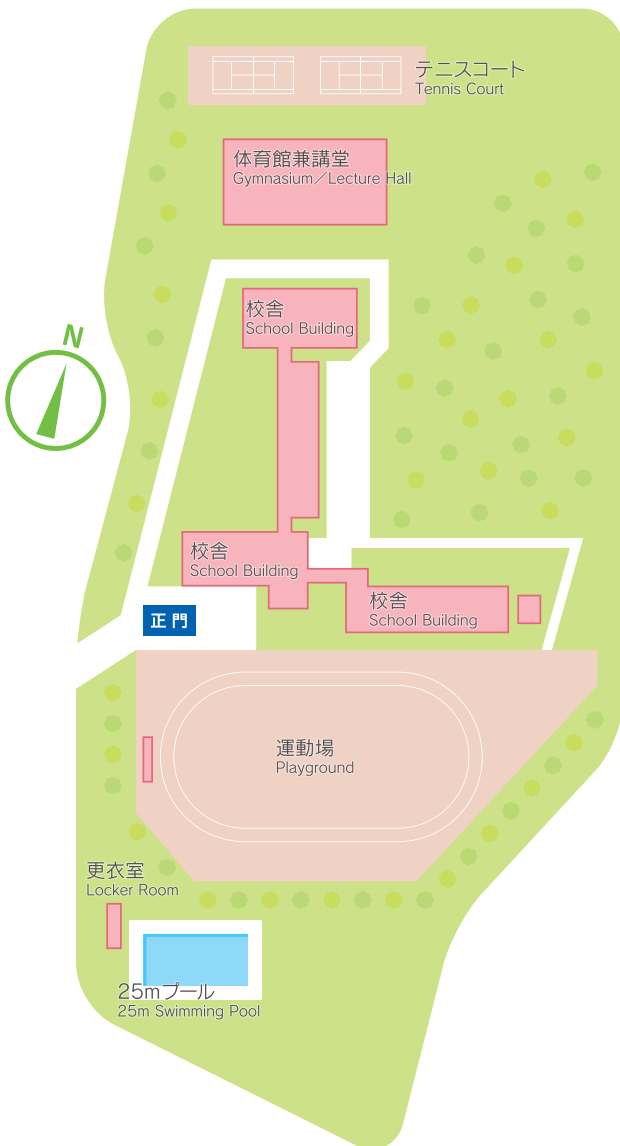 テニスコート
Tennis Court
体育館兼講堂
Gymnasium／Lecture Hall
校舎
School Building
N
校舎
School Building
校舎
School Building
正門
運動場
Playground
更衣室
Locker Room
25mプール
25m Swimming Pool